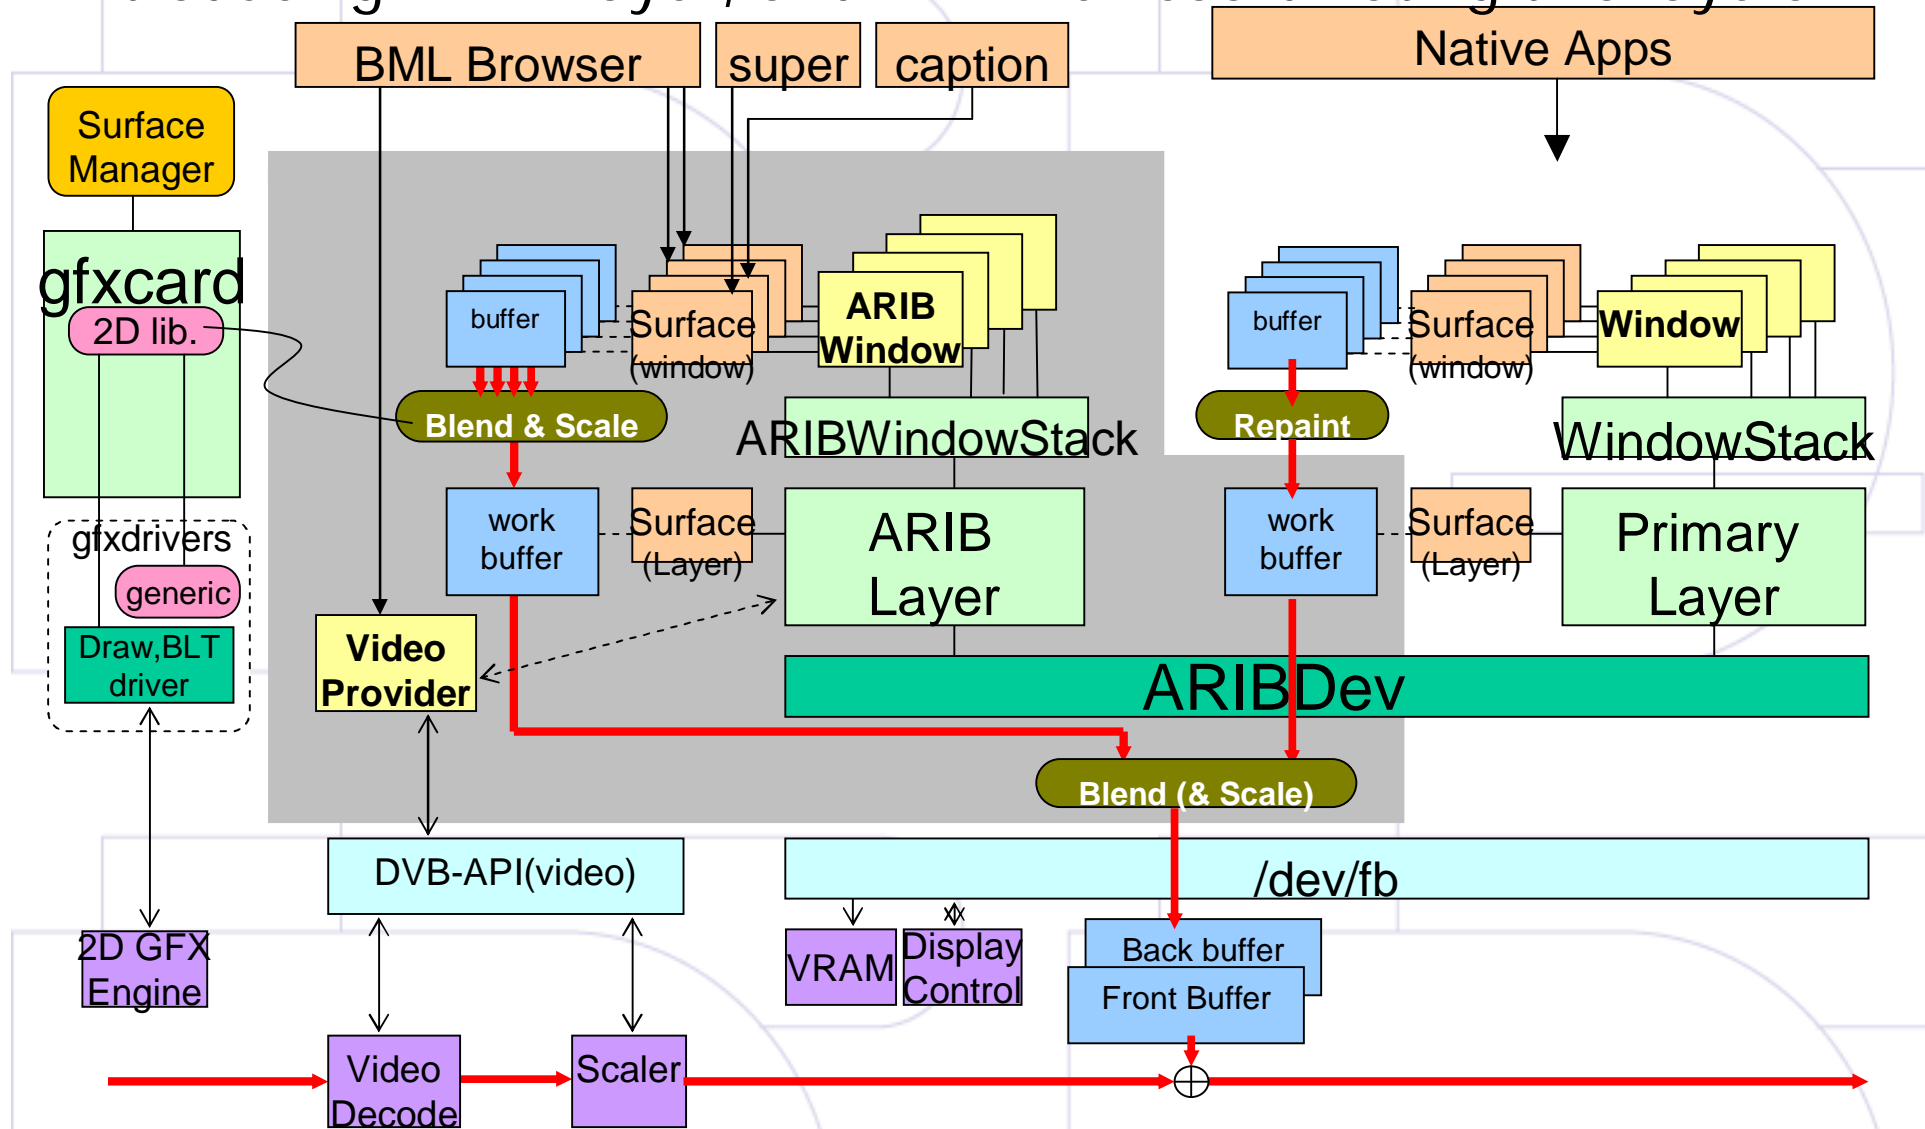 BML Browser
super
caption
Native Apps
Surface
Manager
gfxcard
2D lib.
buffer
Surface
(window)
ARIB
Window
buffer
Surface
(window)
Window
Blend & Scale
ARIBWindowStack
Repaint
WindowStack
work
buffer
Surface
(Layer)
ARIB
Layer
work
buffer
Surface
(Layer)
Primary
Layer
gfxdrivers
generic
Draw,BLT
driver
Video
Provider
ARIBDev
Blend (& Scale)
DVB-API(video)
/dev/fb
2D GFX
Engine
VRAM
Display
Control
Back buffer
Front Buffer
Video
Decode
Scaler